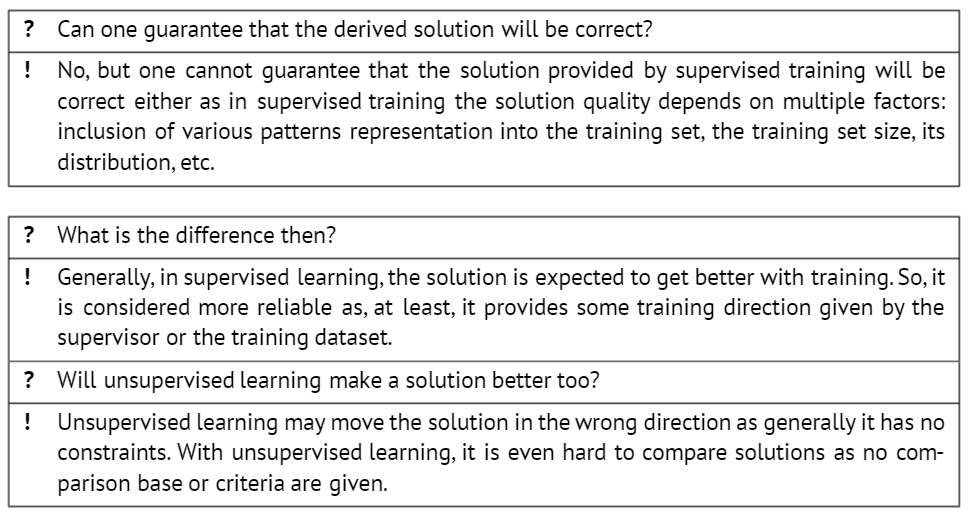 ? Can one guarantee that the derived solution will be correct?
! No, but one cannot guarantee that the solution provided by supervised training will be
correct either as in supervised training the solution quality depends on multiple factors:
inclusion of various patterns representation into the training set, the training set size, its
distribution, etc.
? What is the difference then?
! Generally, in supervised learning, the solution is expected to get better with training. So, it
is considered more reliable as, at least, it provides some training direction given by the
supervisor or the training dataset.
? Will unsupervised learning make a solution better too?
! Unsupervised learning may move the solution in the wrong direction as generally it has no
constraints. With unsupervised learning, it is even hard to compare solutions as no com-
parison base or criteria are given.